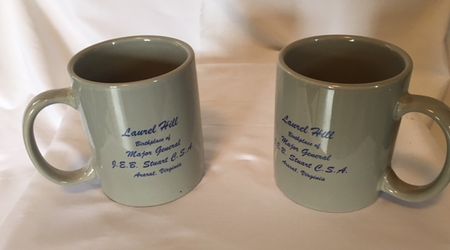 Laurel Hill
Birthplace of
Major General
J.E.B. Stuart C.S.A.
Ararat, Virginia
Laurel Hill
Birthplace of
Major General
J.E.B. Stuart C.S.A.
Ararat, Virginia